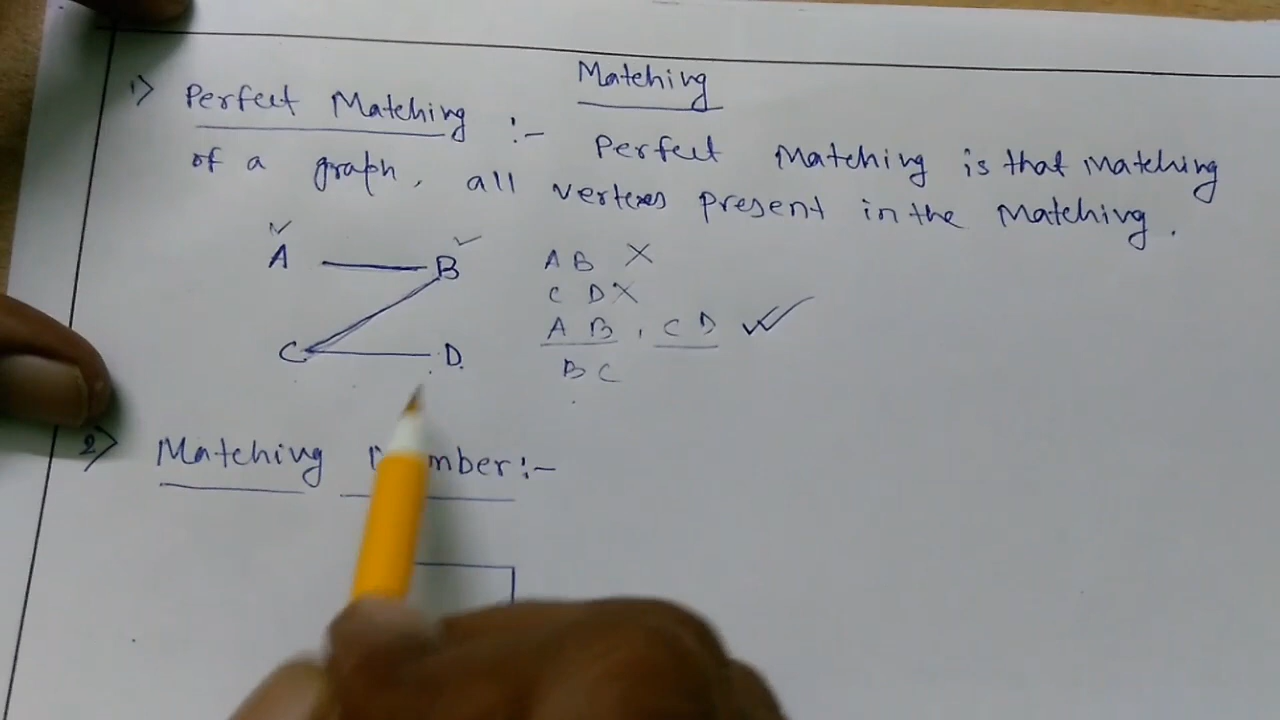 Matching
1) Perfect Matching :- Perfect Matching is that Matching
of a graph, all vertexes present in the Matching.
A B
A B X
C D X
A B , C D
C D
B C
2) Matching Number:-